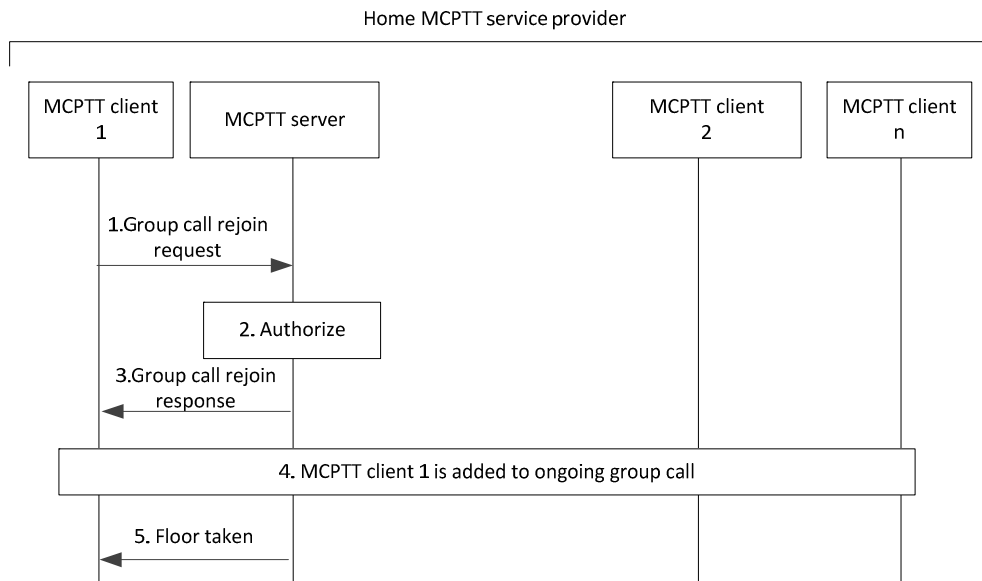 Home MCPTT service provider
MCPTT client
1
MCPTT server
MCPTT client
2
MCPTT client
n
1.Group call rejoin
request
2. Authorize
3.Group call rejoin
response
4. MCPTT client 1 is added to ongoing group call
5. Floor taken